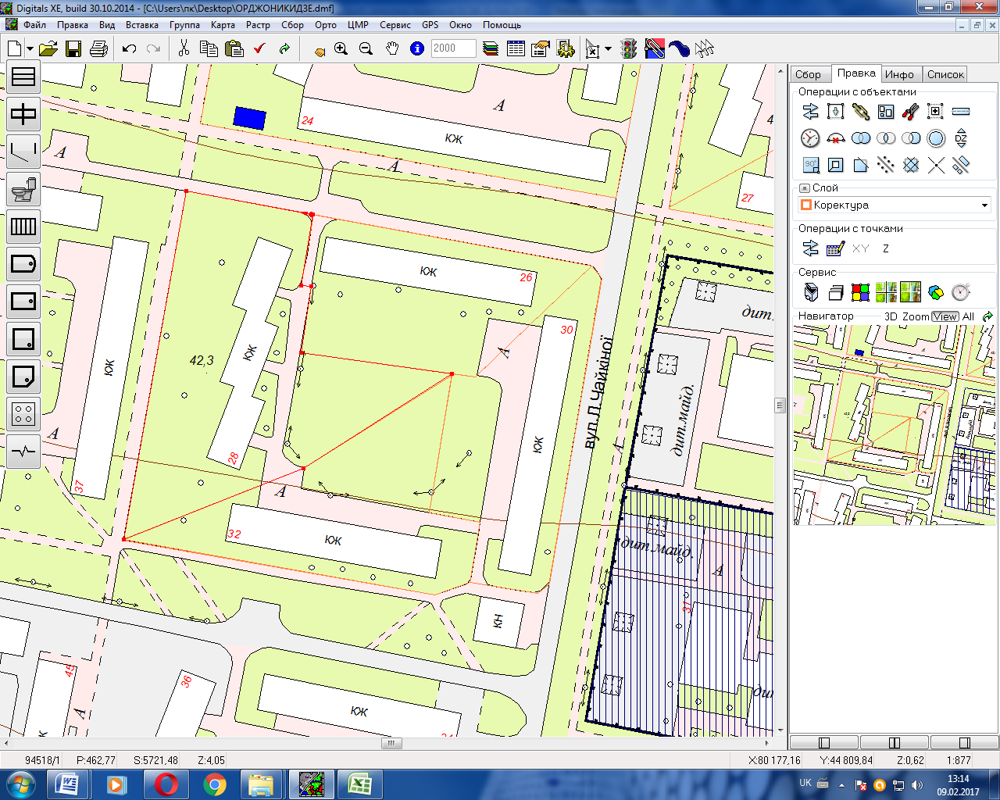 Digitals XE, build 30.10.2014 - [C:\Users\пк\Desktop\ОРДЖОНИКИДЗЕ.dmf]
Файл Правка Вид Вставка Группа Карта Растр Сбор Орто ЦМР Сервис GPS Окно Помощь
2000
Сбор Правка Инфо Список
Операции с объектами
DZ
90°
Слой
Коректура
Операции с точками
XY Z
Сервис
Навигатор 3D Zoom View All
А
24
КЖ
4
А
А
27
КЖ
26
дит.
30
42,3
КЖ
КЖ
А
вул.Л.Чайкіної
дит.майд.
А
КЖ
28
А
37
А
32
КЖ
дит.майд.
А
31
КН
45
36
А
КЖ
К
дит
94518/1 P:462,77 S:5721,48 Z:4,05 X:80 177,16 Y:44 809,84 Z:0,62 1:877
UK 13:14
09.02.2017